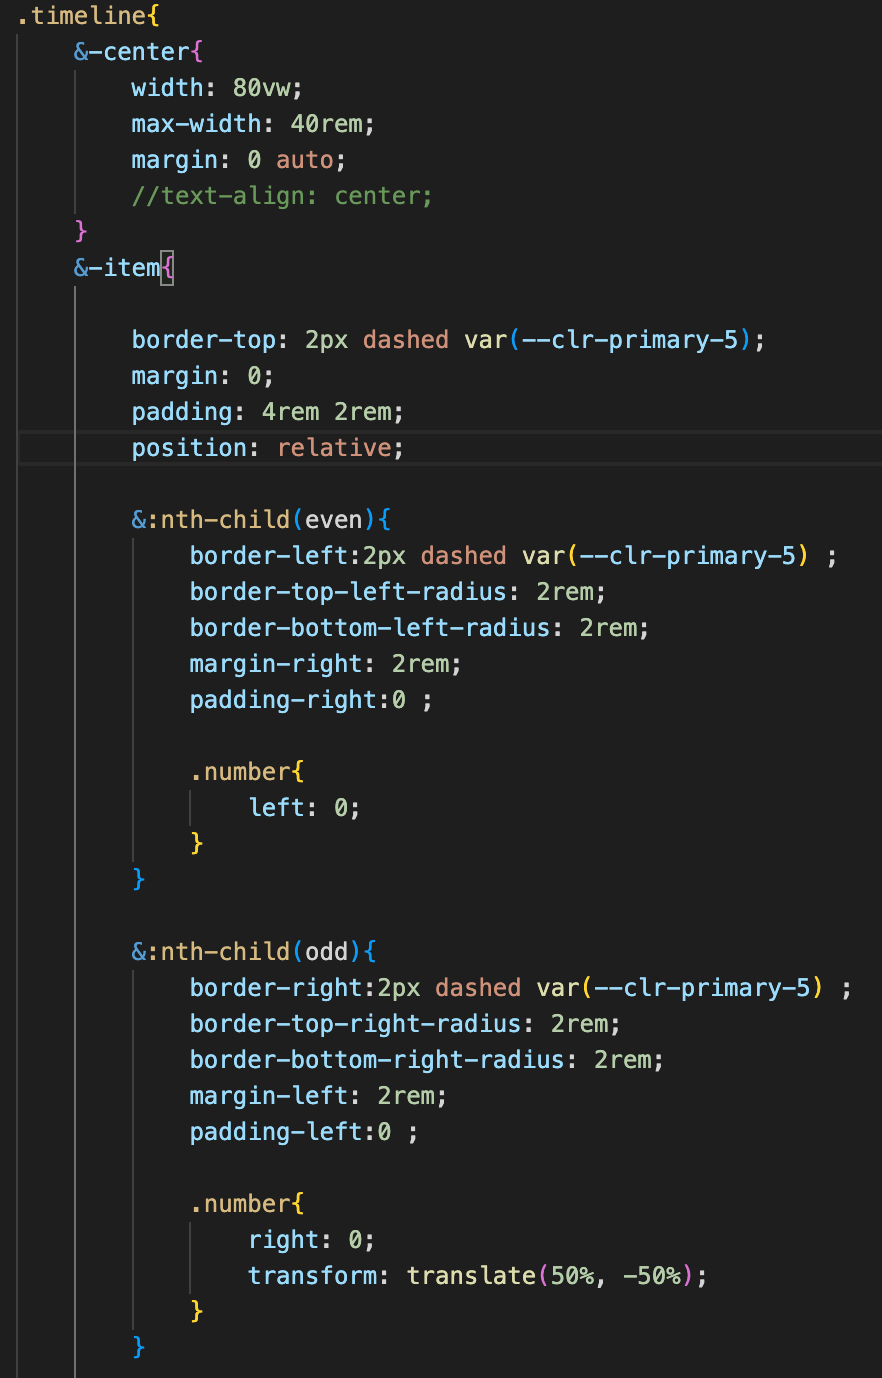 .timeline{
&-center{
width: 80vw;
max-width: 40rem;
margin: 0 auto;
//text-align: center;
}
&-item{
border-top: 2px dashed var(--clr-primary-5);
margin: 0;
padding: 4rem 2rem;
position: relative;
&:nth-child(even){
border-left:2px dashed var(--clr-primary-5) ;
border-top-left-radius: 2rem;
border-bottom-left-radius: 2rem;
margin-right: 2rem;
padding-right:0 ;
.number{
left: 0;
}
}
&:nth-child(odd){
border-right:2px dashed var(--clr-primary-5) ;
border-top-right-radius: 2rem;
border-bottom-right-radius: 2rem;
margin-left: 2rem;
padding-left:0 ;
.number{
right: 0;
transform: translate(50%, -50%);
}
}